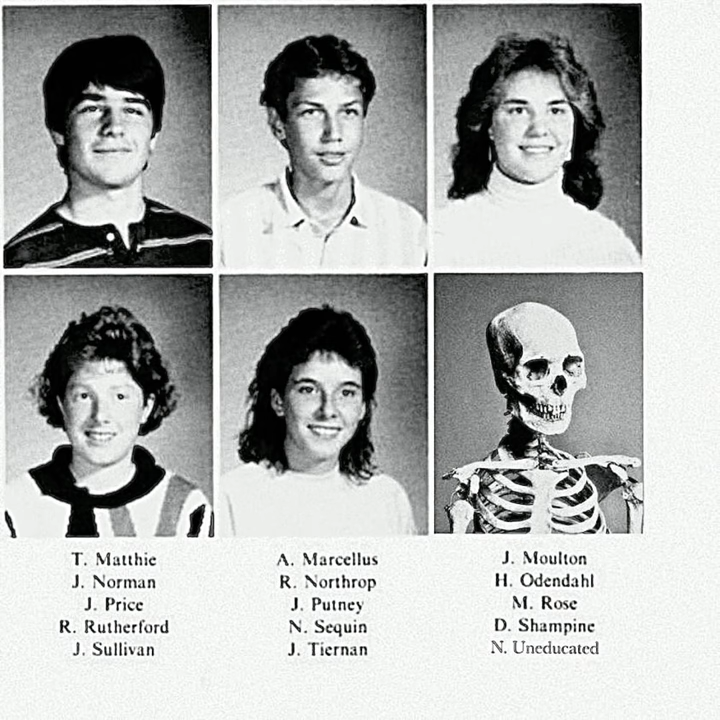 T. Matthie A. Marcellus J. Moulton
J. Norman R. Northrop H. Odendahl
J. Price J. Putney M. Rose
R. Rutherford N. Sequin D. Shampine
J. Sullivan J. Tiernan N. Uneducated